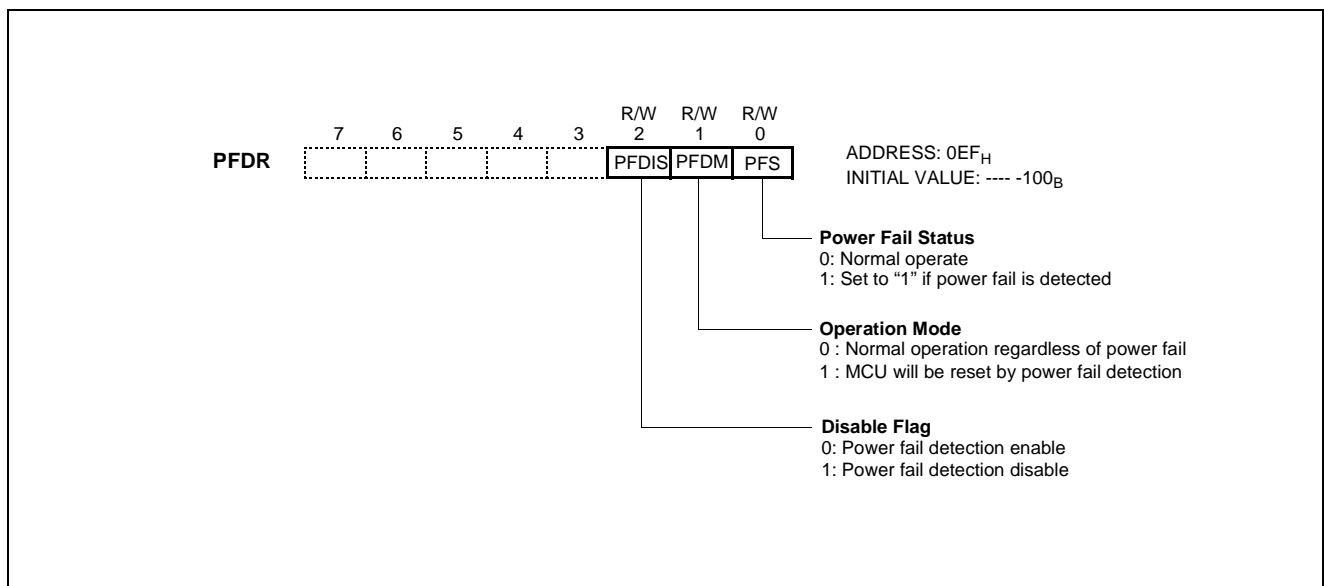 R/W R/W R/W
7 6 5 4 3 2 1 0
PFDR PFDIS PFDM PFS
ADDRESS: 0EFH
INITIAL VALUE: ---- -100B
Power Fail Status
0: Normal operate
1: Set to “1” if power fail is detected
Operation Mode
0 : Normal operation regardless of power fail
1 : MCU will be reset by power fail detection
Disable Flag
0: Power fail detection enable
1: Power fail detection disable